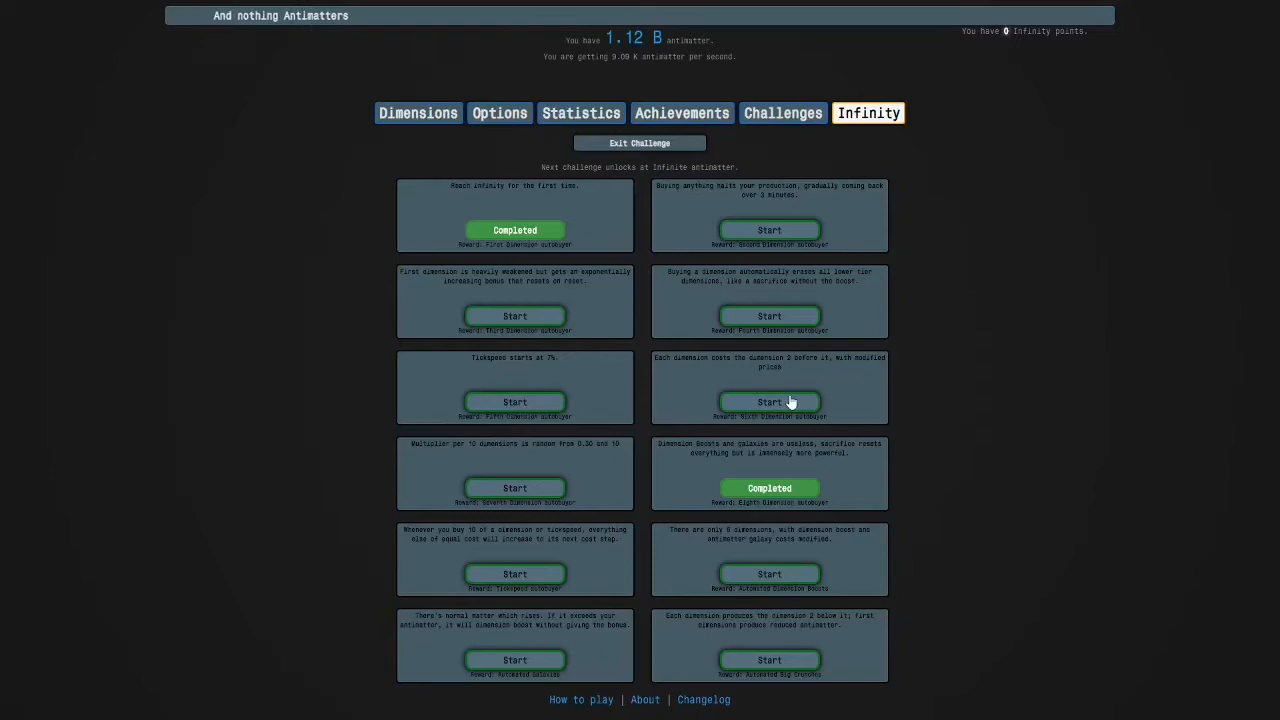 And nothing Antimatters
You have 1.12 B antimatter.
You have 0 Infinity points.
You are getting 9.09 K antimatter per second.
Dimensions Options Statistics Achievements Challenges Infinity
Exit Challenge
Next challenge unlocks at Infinite antimatter.
Reach infinity for the first time.
Completed
Reward: First Dimension autobuyer
Buying anything halts your production, gradually coming back
over 3 minutes.
Start
Reward: Second Dimension autobuyer
First dimension is heavily weakened but gets an exponentially
increasing bonus that resets on reset.
Start
Reward: Third Dimension autobuyer
Buying a dimension automatically erases all lower tier
dimensions, like a sacrifice without the boost.
Start
Reward: Fourth Dimension autobuyer
Tickspeed starts at 7%.
Start
Reward: Fifth Dimension autobuyer
Each dimension costs the dimension 2 before it, with modified
prices
Start
Reward: Sixth Dimension autobuyer
Multiplier per 10 dimensions is random from 0.30 and 10
Start
Reward: Seventh Dimension autobuyer
Dimension Boosts and galaxies are useless, sacrifice resets
everything but is immensely more powerful.
Completed
Reward: Eighth Dimension autobuyer
Whenever you buy 10 of a dimension or tickspeed, everything
else of equal cost will increase to its next cost step.
Start
Reward: Tickspeed autobuyer
There are only 6 dimensions, with dimension boost and
antimatter galaxy costs modified.
Start
Reward: Automated Dimension Boosts
There's normal matter which rises. If it exceeds your
antimatter, it will dimension boost without giving the bonus.
Start
Reward: Automated Galaxies
Each dimension produces the dimension 2 below it; first
dimensions produce reduced antimatter.
Start
Reward: Automated Big Crunches
How to play | About | Changelog